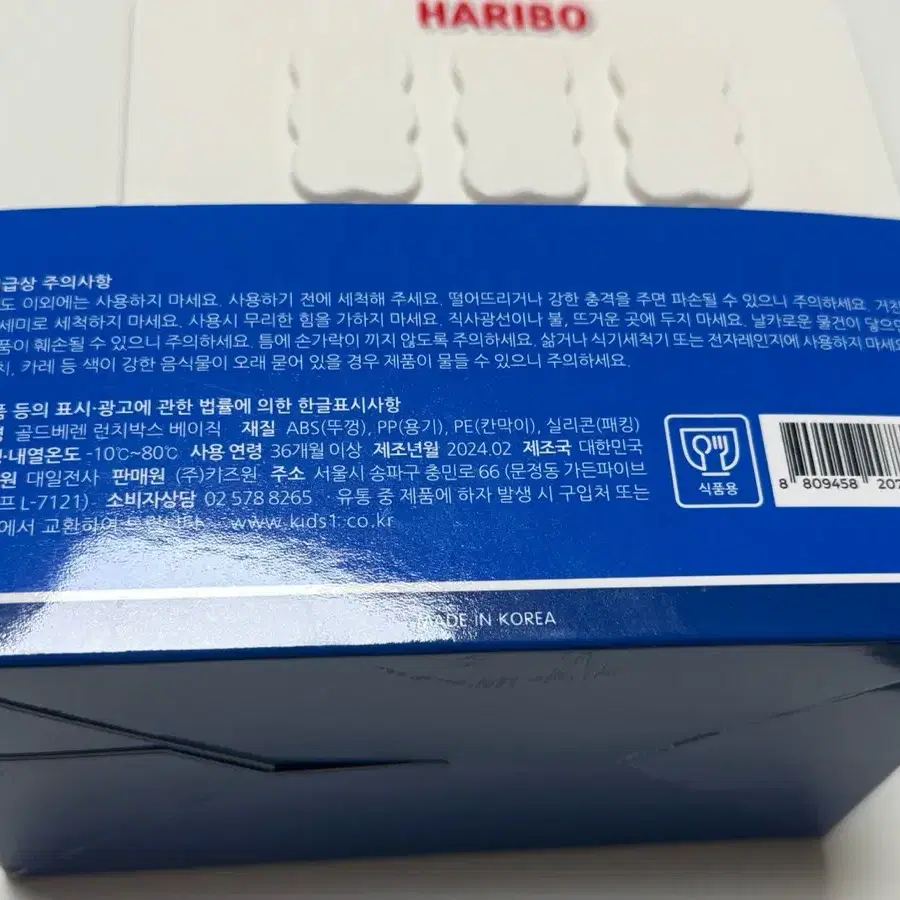 HARIBO
급상 주의사항
도 이외에는 사용하지 마세요. 사용하기 전에 세척해 주세요. 떨어뜨리거나 강한 충격을 주면 파손될 수 있으니 주의하세요. 거친
세미로 세척하지 마세요. 사용시 무리한 힘을 가하지 마세요. 직사광선이나 불, 뜨거운 곳에 두지 마세요. 날카로운 물건이 닿으면
품이 훼손될 수 있으니 주의하세요. 틈에 손가락이 끼지 않도록 주의하세요. 삶거나 식기세척기 또는 전자레인지에 사용하지 마세요
치, 카레 등 색이 강한 음식물이 오래 묻어 있을 경우 제품이 물들 수 있으니 주의하세요.
품 등의 표시·광고에 관한 법률에 의한 한글표시사항
명 골드베렌 런치박스 베이직 재질 ABS(뚜껑), PP(용기), PE(칸막이), 실리콘(패킹)
·내열온도 -10℃~80℃ 사용 연령 36개월 이상 제조년월 2024.02 제조국 대한민국
원 대일전사 판매원 (주)키즈원 주소 서울시 송파구 충민로 66 (문정동 가든파이브
프 L-7121) 소비자상담 02 578 8265 · 유통 중 제품에 하자 발생 시 구입처 또는
에서 교환하여 드립니다. www.kids1.co.kr
식품용
8 809458 207
MADE IN KOREA